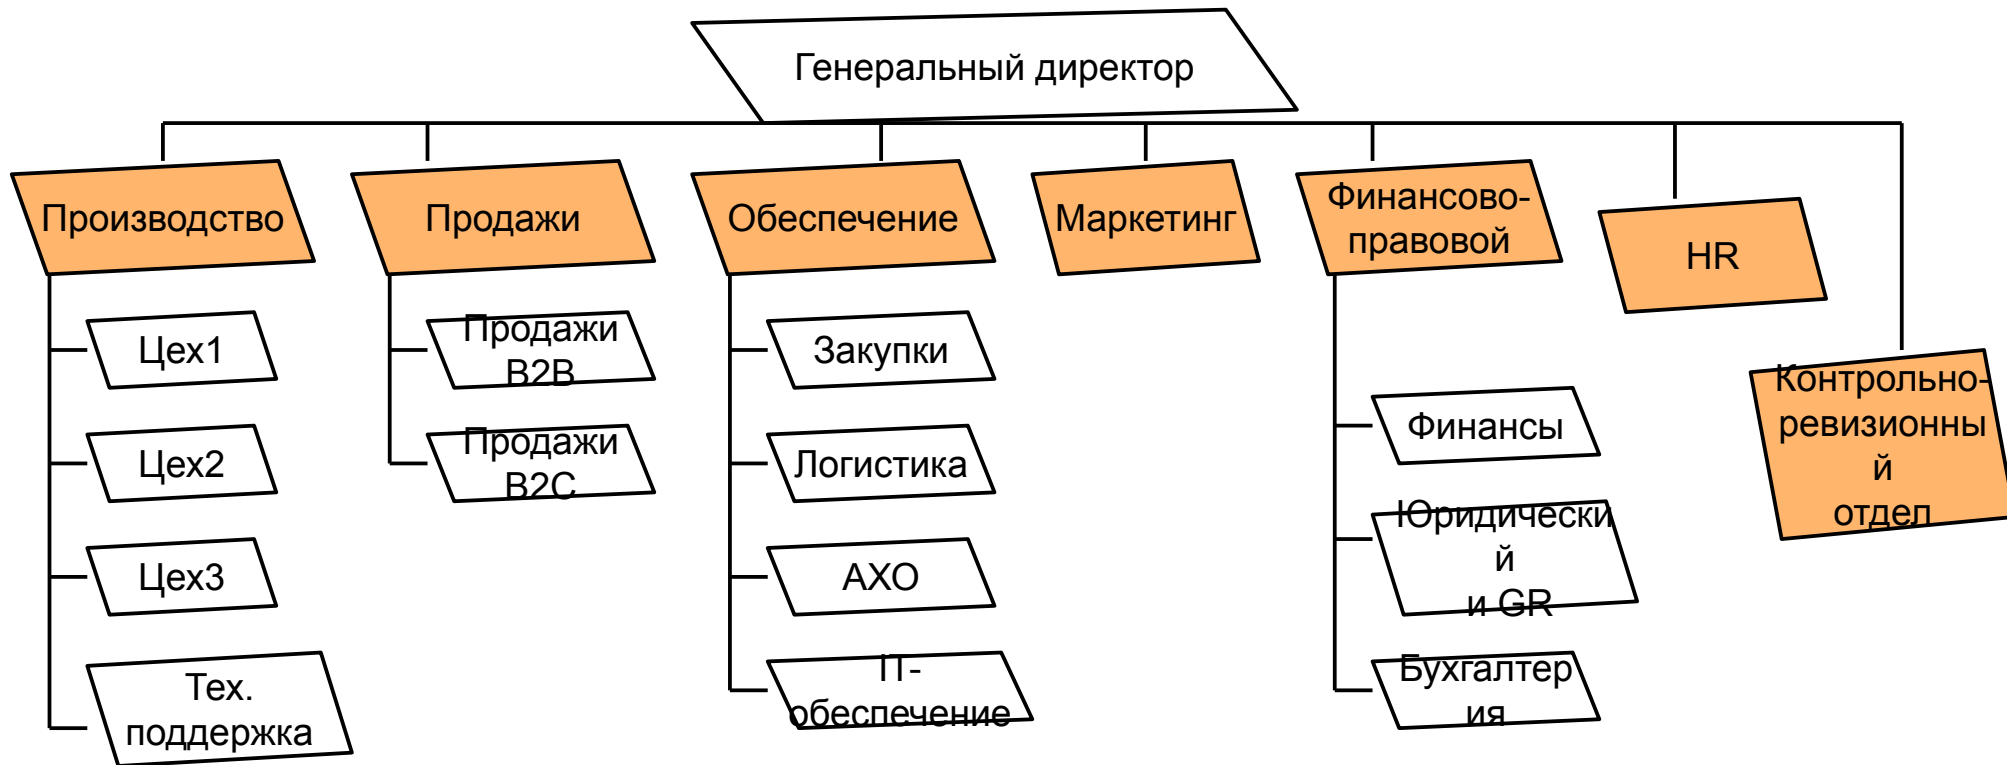 Генеральный директор
Производство
Продажи
Обеспечение
Маркетинг
Финансово-
правовой
HR
Контрольно-
ревизионны
й
отдел
Цех1
Цех2
Цех3
Тех.
поддержка
Продажи
B2B
Продажи
B2C
Закупки
Логистика
АХО
IT-
обеспечение
Финансы
Юридически
й
и GR
Бухгалтер
ия